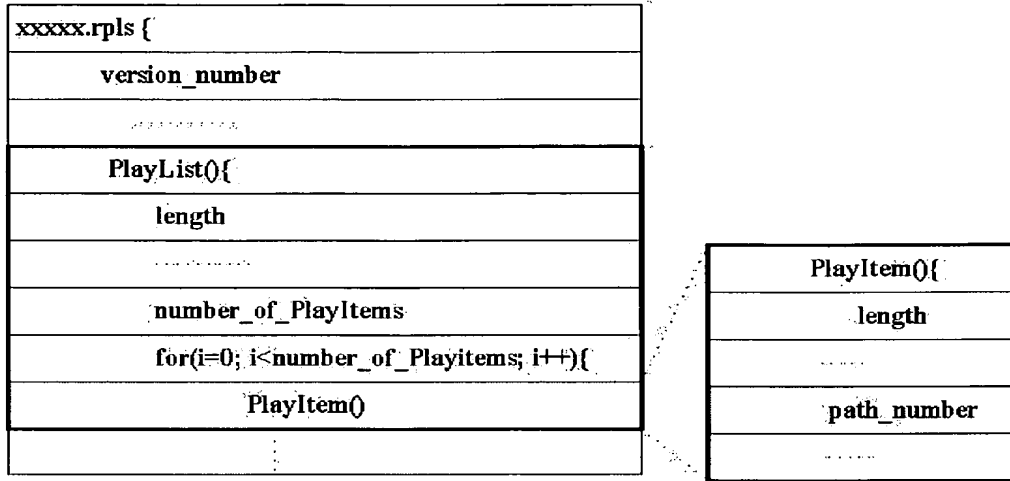 xxxxx.rpls {
version_number
..........
PlayList(){
length
..........
number_of_PlayItems
for(i=0; i<number_of_Playitems; i++){
PlayItem()
PlayItem(){
length
.....
path_number
.....